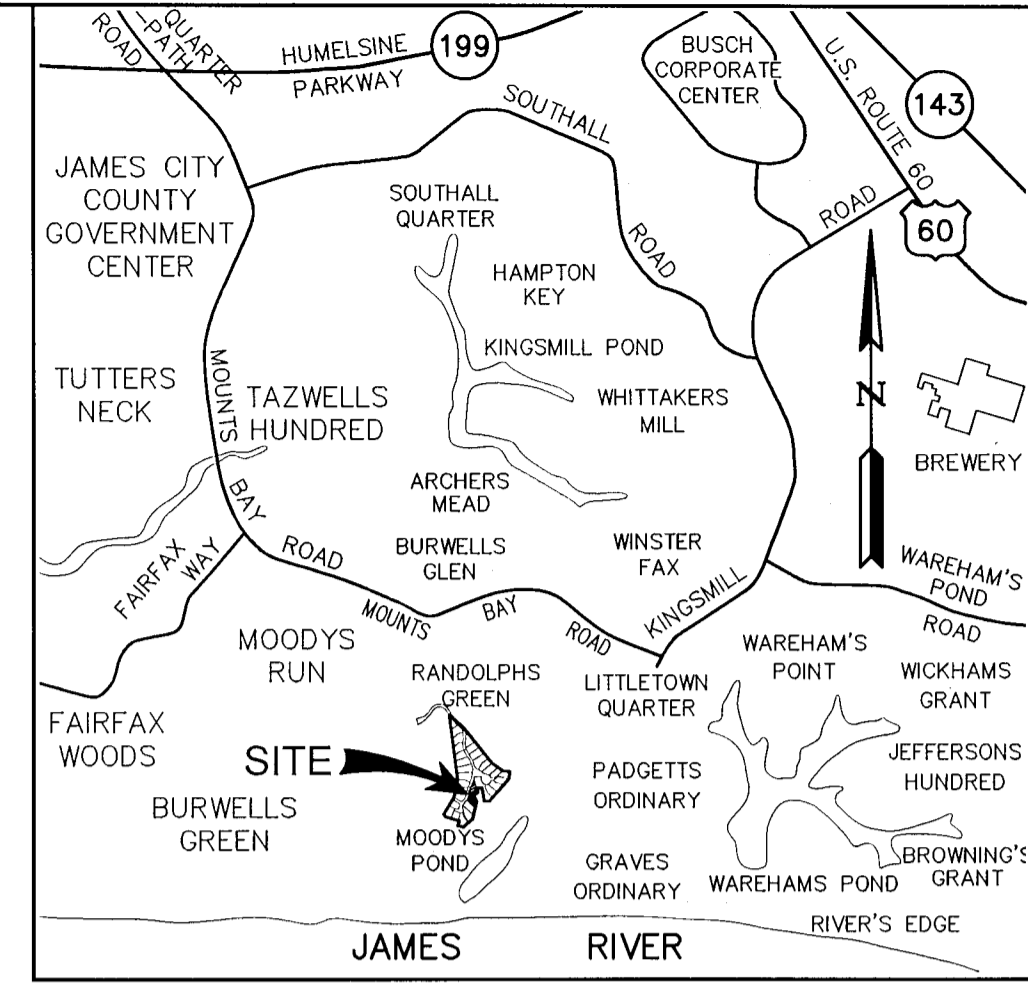 QUARTER
-PATH
ROAD
HUMELSINE
PARKWAY
199
BUSCH
CORPORATE
CENTER
U.S. ROUTE 60
143
SOUTHALL
ROAD
JAMES CITY
COUNTY
GOVERNMENT
CENTER
SOUTHALL
QUARTER
ROAD
60
HAMPTON
KEY
KINGSMILL POND
TUTTERS
NECK
MOUNTS
TAZWELLS
HUNDRED
WHITTAKERS
MILL
N
BREWERY
ARCHERS
MEAD
BAY
ROAD
FAIRFAX
WAY
BURWELLS
GLEN
WINSTER
FAX
KINGSMILL
WAREHAM'S
POND
ROAD
MOUNTS
BAY
ROAD
MOODYS
RUN
WAREHAM'S
POINT
RANDOLPHS
GREEN
LITTLETOWN
QUARTER
WICKHAMS
GRANT
FAIRFAX
WOODS
SITE
PADGETTS
ORDINARY
JEFFERSONS
HUNDRED
BURWELLS
GREEN
MOODYS
POND
GRAVES
ORDINARY
WAREHAMS POND
BROWNING'S
GRANT
RIVER'S EDGE
JAMES RIVER